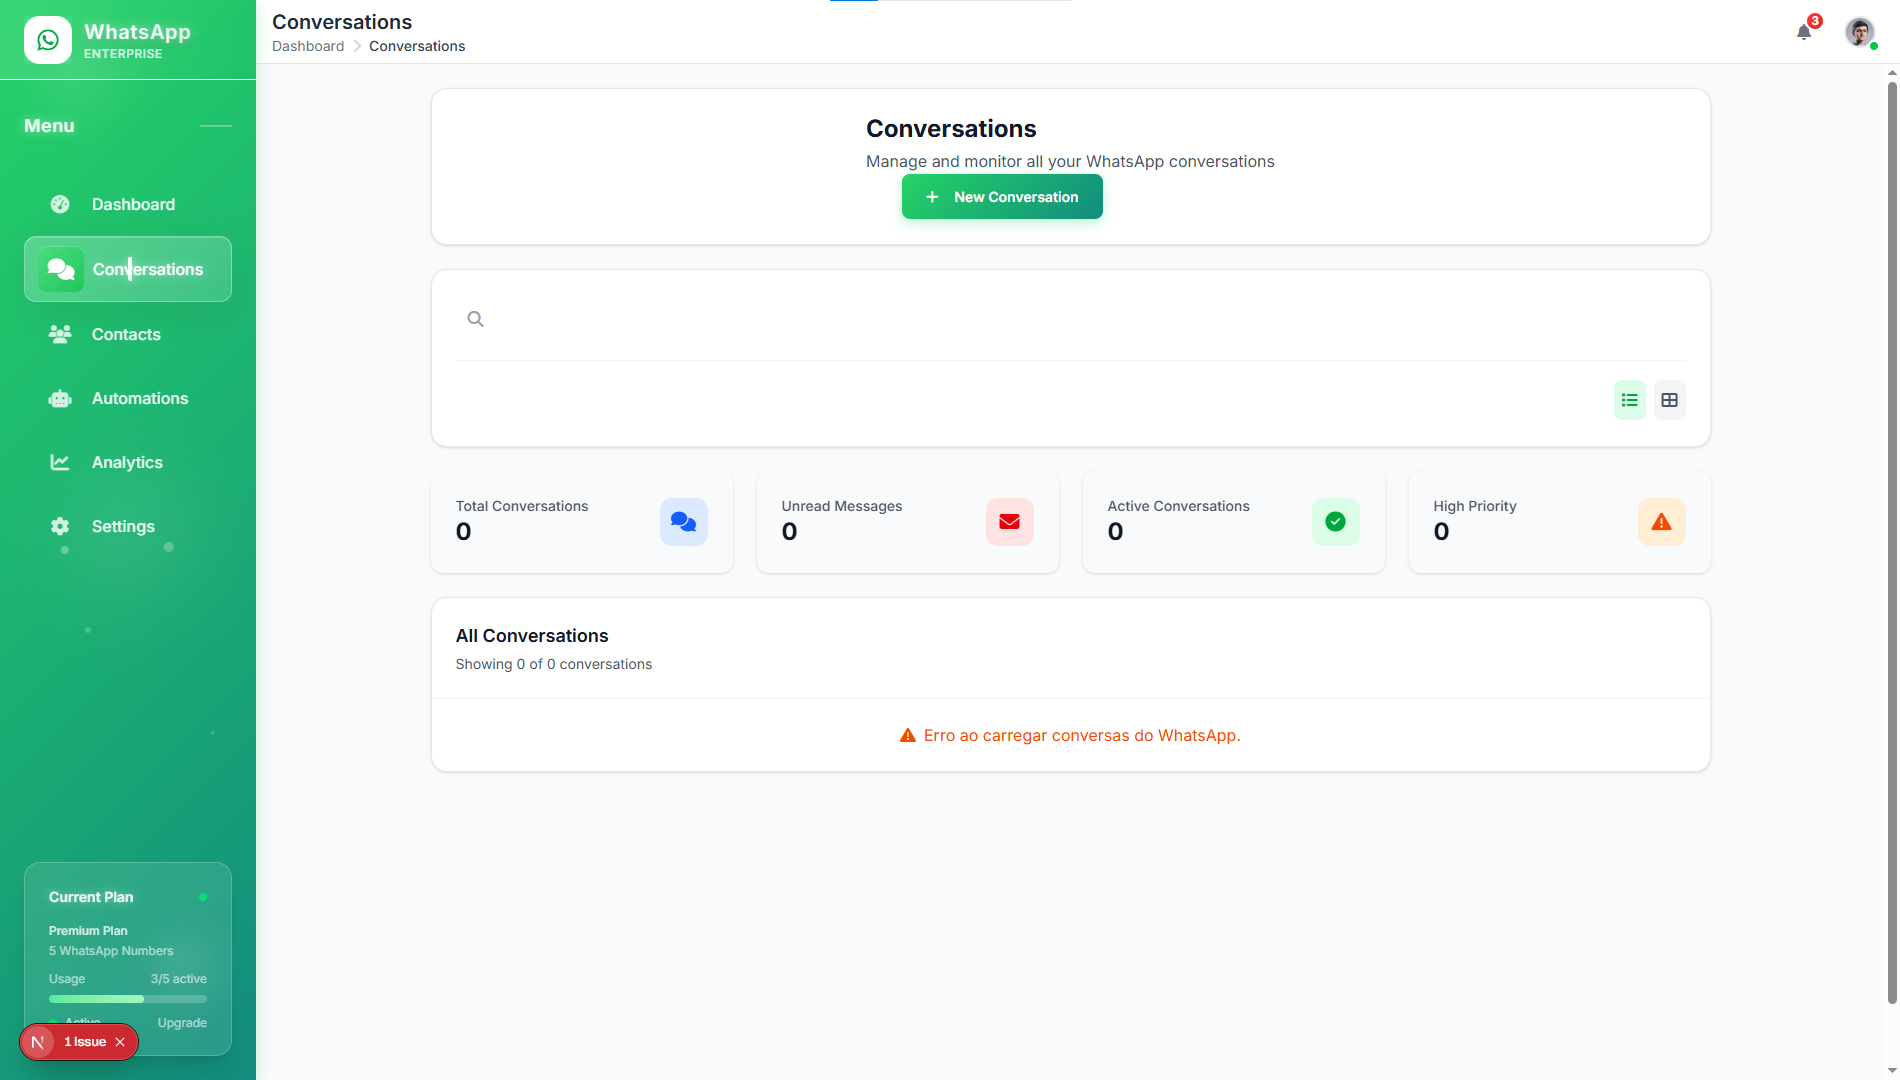 WhatsApp
ENTERPRISE
Menu
Dashboard
Conversations
Contacts
Automations
Analytics
Settings
Current Plan
Premium Plan
5 WhatsApp Numbers
Usage 3/5 active
Active Upgrade
N 1 Issue
Conversations
Dashboard Conversations
3
Conversations
Manage and monitor all your WhatsApp conversations
New Conversation
Total Conversations
0
Unread Messages
0
Active Conversations
0
High Priority
0
All Conversations
Showing 0 of 0 conversations
Erro ao carregar conversas do WhatsApp.